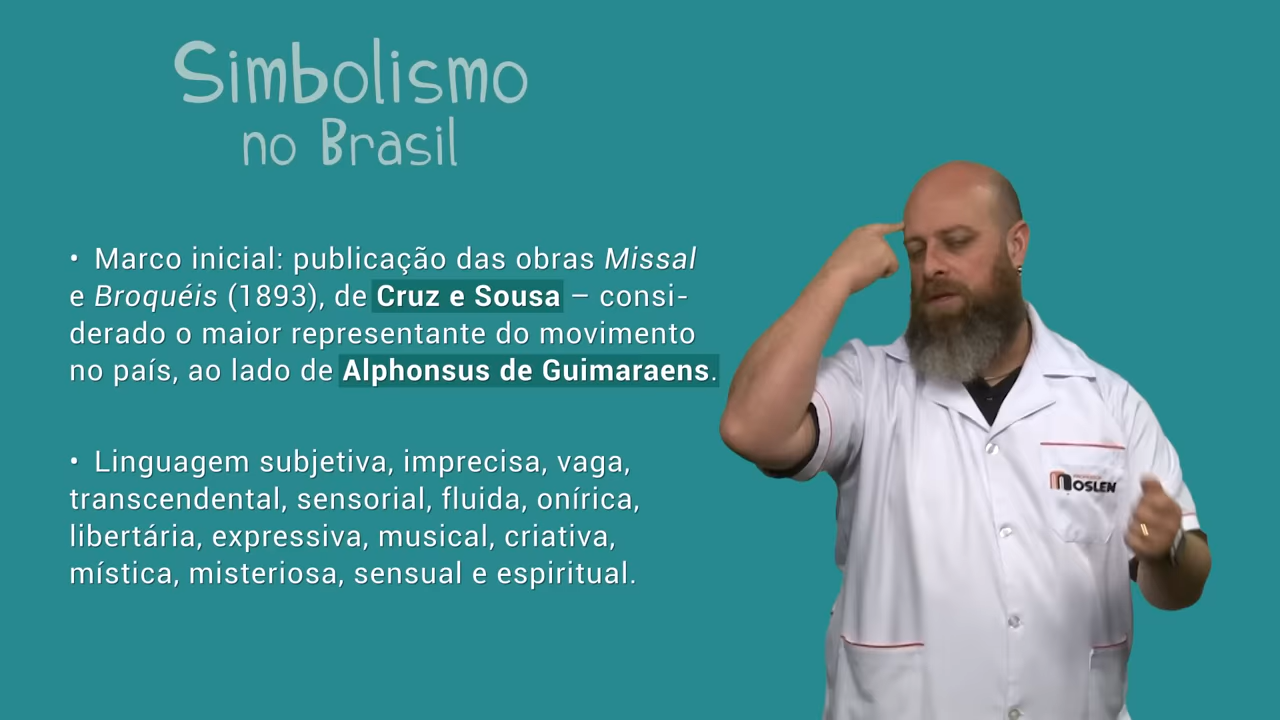 Simbolismo
no Brasil
• Marco inicial: publicação das obras Missal
e Broquéis (1893), de Cruz e Sousa – consi-
derado o maior representante do movimento
no país, ao lado de Alphonsus de Guimaraens.
• Linguagem subjetiva, imprecisa, vaga,
transcendental, sensorial, fluida, onírica,
libertária, expressiva, musical, criativa,
mística, misteriosa, sensual e espiritual.
PROFESSOR
NOSLEN